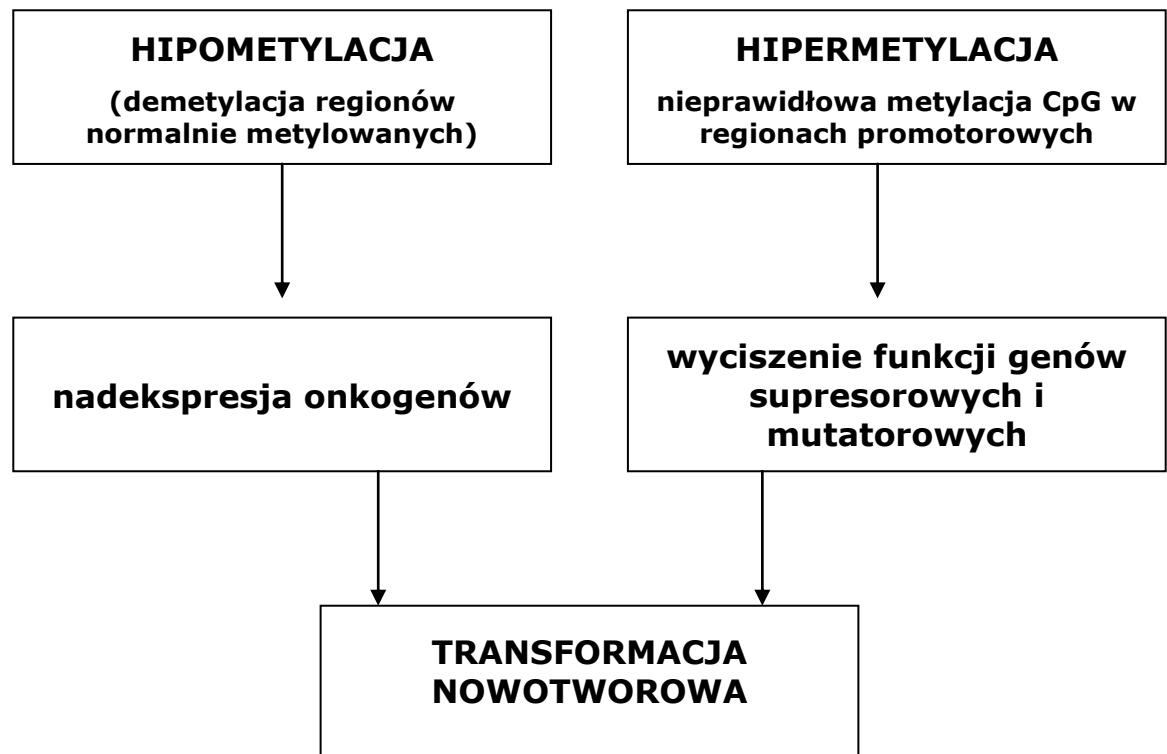 HIPOMETYLACJA
(demetylacja regionów
normalnie metylowanych)
HIPERMETYLACJA
nieprawidłowa metylacja CpG w
regionach promotorowych
nadekspresja onkogenów
wyciszenie funkcji genów
supresorowych i
mutatorowych
TRANSFORMACJA
NOWOTWOROWA